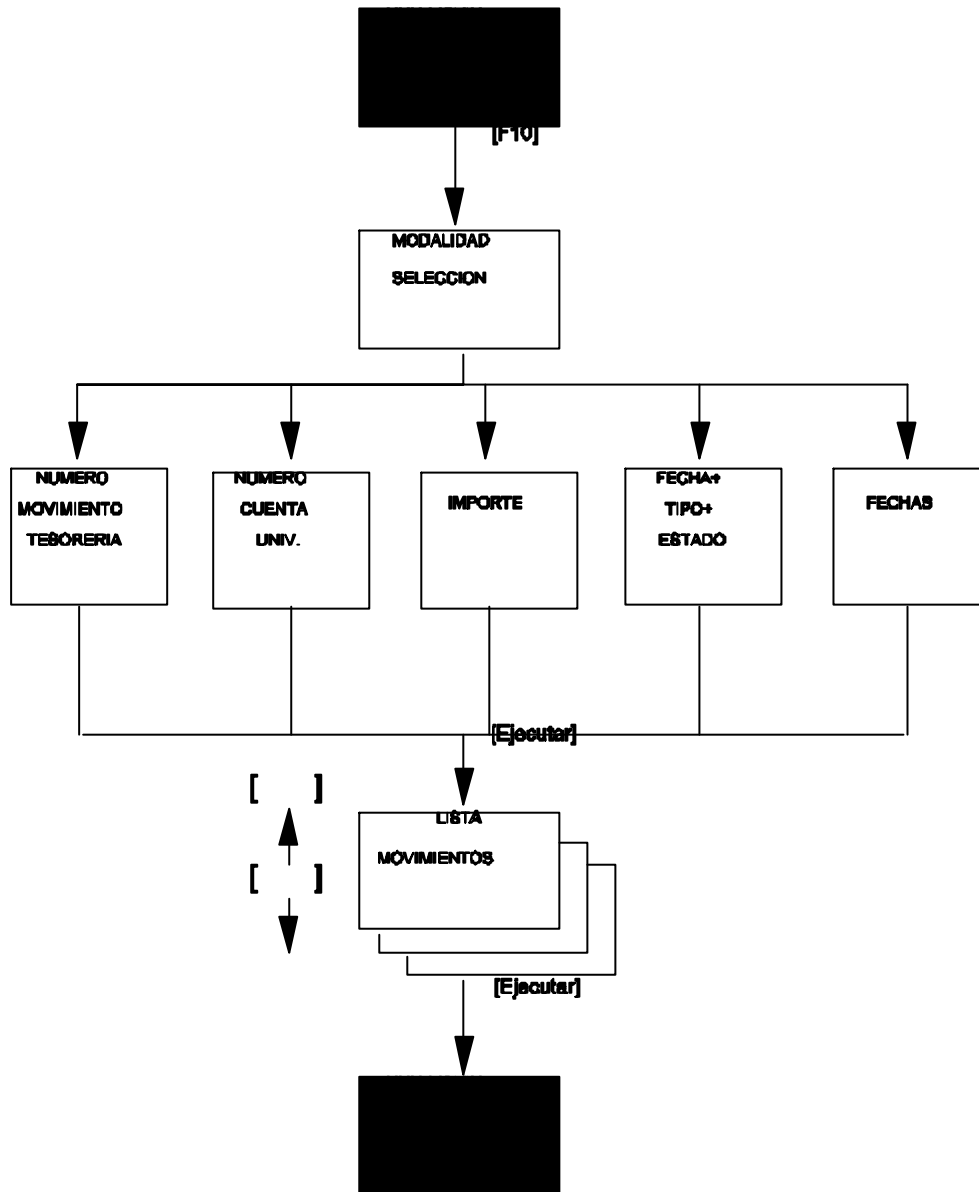 [F10]
MODALIDAD
SELECCION
NUMERO
MOVIMIENTO
TESORERIA
NUMERO
CUENTA
UNIV.
IMPORTE
FECHA+
TIPO+
ESTADO
FECHAS
[Ejecutar]
[ ]
[ ]
LISTA
MOVIMIENTOS
[Ejecutar]